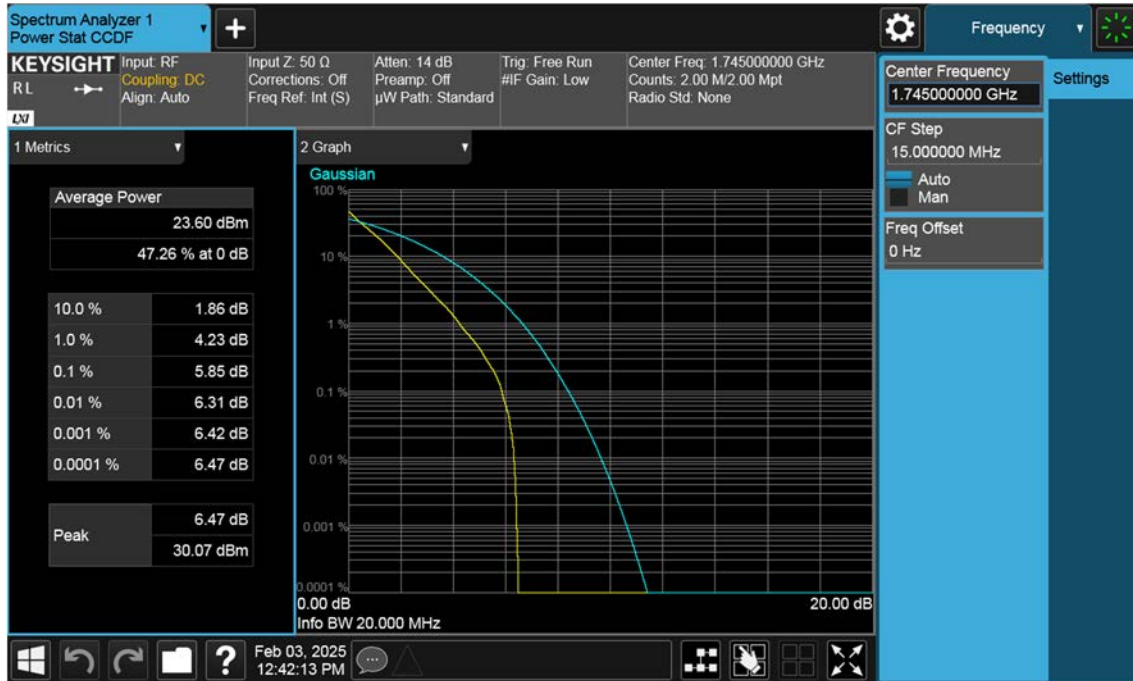 Spectrum Analyzer 1
Power Stat CCDF
Frequency
KEYSIGHT
R L
LXI
Input: RF
Coupling: DC
Align: Auto
Input Z: 50 Ω
Corrections: Off
Freq Ref: Int (S)
Atten: 14 dB
Preamp: Off
µW Path: Standard
Trig: Free Run
#IF Gain: Low
Center Freq: 1.745000000 GHz
Counts: 2.00 M/2.00 Mpt
Radio Std: None
Center Frequency
1.745000000 GHz
Settings
CF Step
15.000000 MHz
Auto
Man
Freq Offset
0 Hz
1 Metrics
Average Power
23.60 dBm
47.26 % at 0 dB
10.0 % 1.86 dB
1.0 % 4.23 dB
0.1 % 5.85 dB
0.01 % 6.31 dB
0.001 % 6.42 dB
0.0001 % 6.47 dB
Peak
6.47 dB
30.07 dBm
2 Graph
Gaussian
100 %
10 %
1 %
0.1 %
0.01 %
0.001 %
0.0001 %
0.00 dB 20.00 dB
Info BW 20.000 MHz
?
Feb 03, 2025
12:42:13 PM